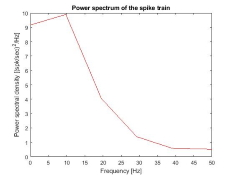 Power spectrum of the spike train
Power spectral density [(spk/sec)²/Hz]
10
9
8
7
6
5
4
3
2
1
0
0 5 10 15 20 25 30 35 40 45 50
Frequency [Hz]